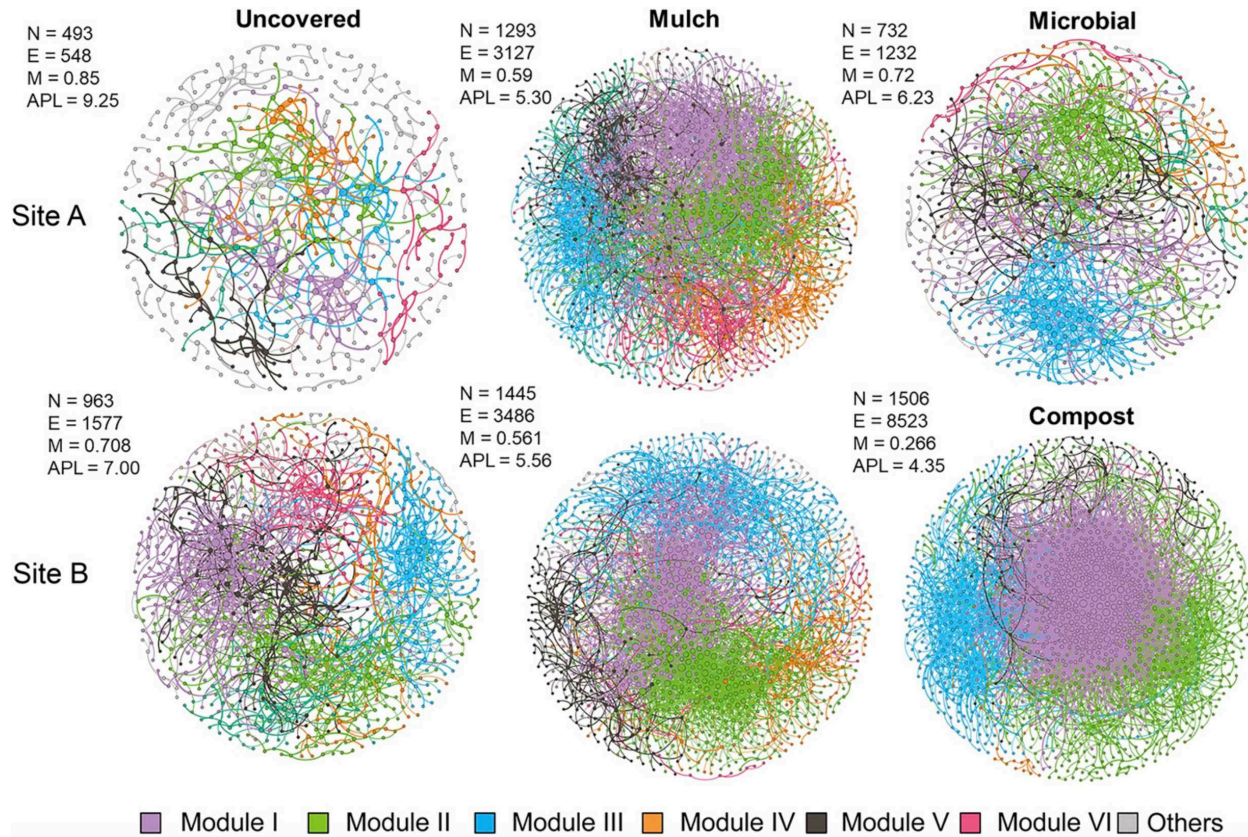 Uncovered
Mulch
Microbial
N = 493
E = 548
M = 0.85
APL = 9.25
N = 1293
E = 3127
M = 0.59
APL = 5.30
N = 732
E = 1232
M = 0.72
APL = 6.23
Site A
N = 963
E = 1577
M = 0.708
APL = 7.00
N = 1445
E = 3486
M = 0.561
APL = 5.56
N = 1506
E = 8523
M = 0.266
APL = 4.35
Compost
Site B
Module I Module II Module III Module IV Module V Module VI Others